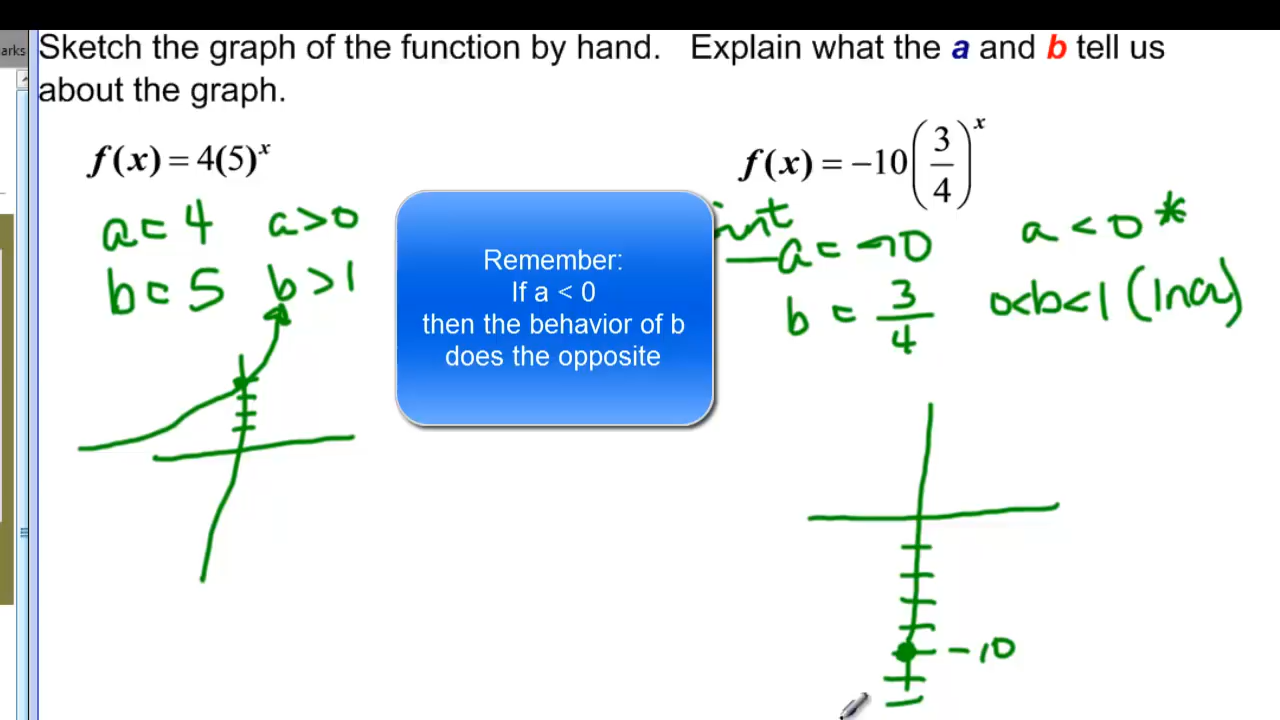 arks
Sketch the graph of the function by hand. Explain what the a and b tell us
about the graph.
f(x) = 4(5)^x
f(x) = −10(3/4)^x
a = 4 a > 0
b = 5 b > 1
Remember:
If a < 0
then the behavior of b
does the opposite
int
a = −10 a < 0 *
b = 3/4 0<b<1 (Inc)
−10